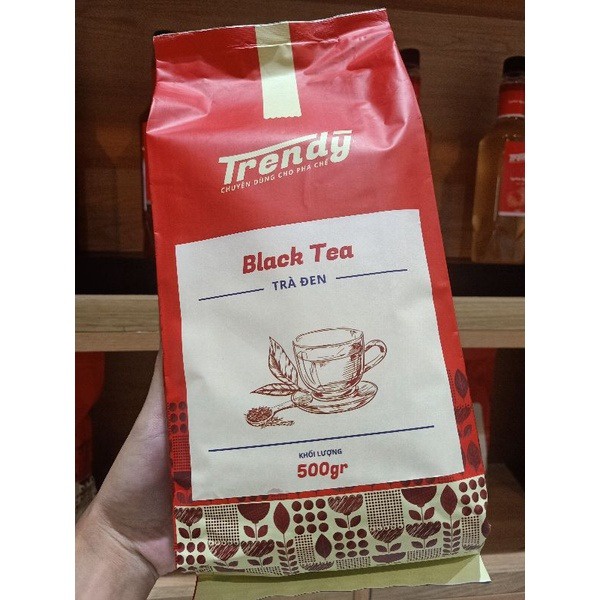 Trendy
CHUYÊN DÙNG CHO PHA CHẾ
Black Tea
TRÀ ĐEN
KHỐI LƯỢNG
500gr